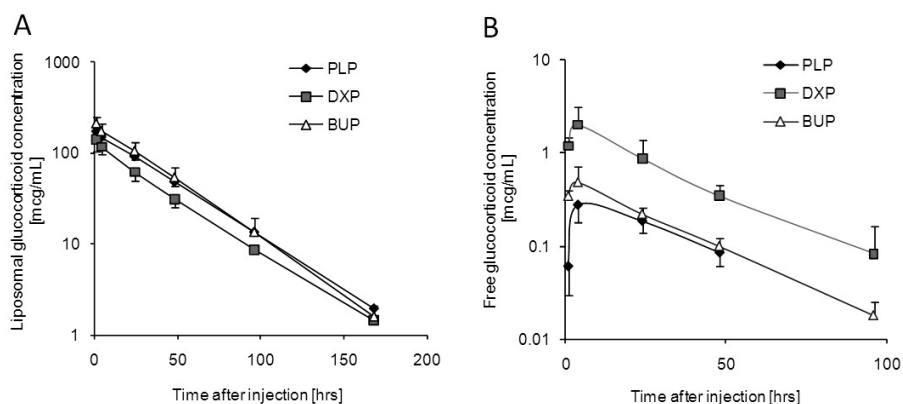 A
Liposomal glucocorticoid concentration
[mcg/mL]
1000
100
10
1
0
50
100
150
200
Time after injection [hrs]
PLP
DXP
BUP
B
Free glucocorticoid concentration
[mcg/mL]
10
1
0.1
0.01
0
50
100
Time after injection [hrs]
PLP
DXP
BUP